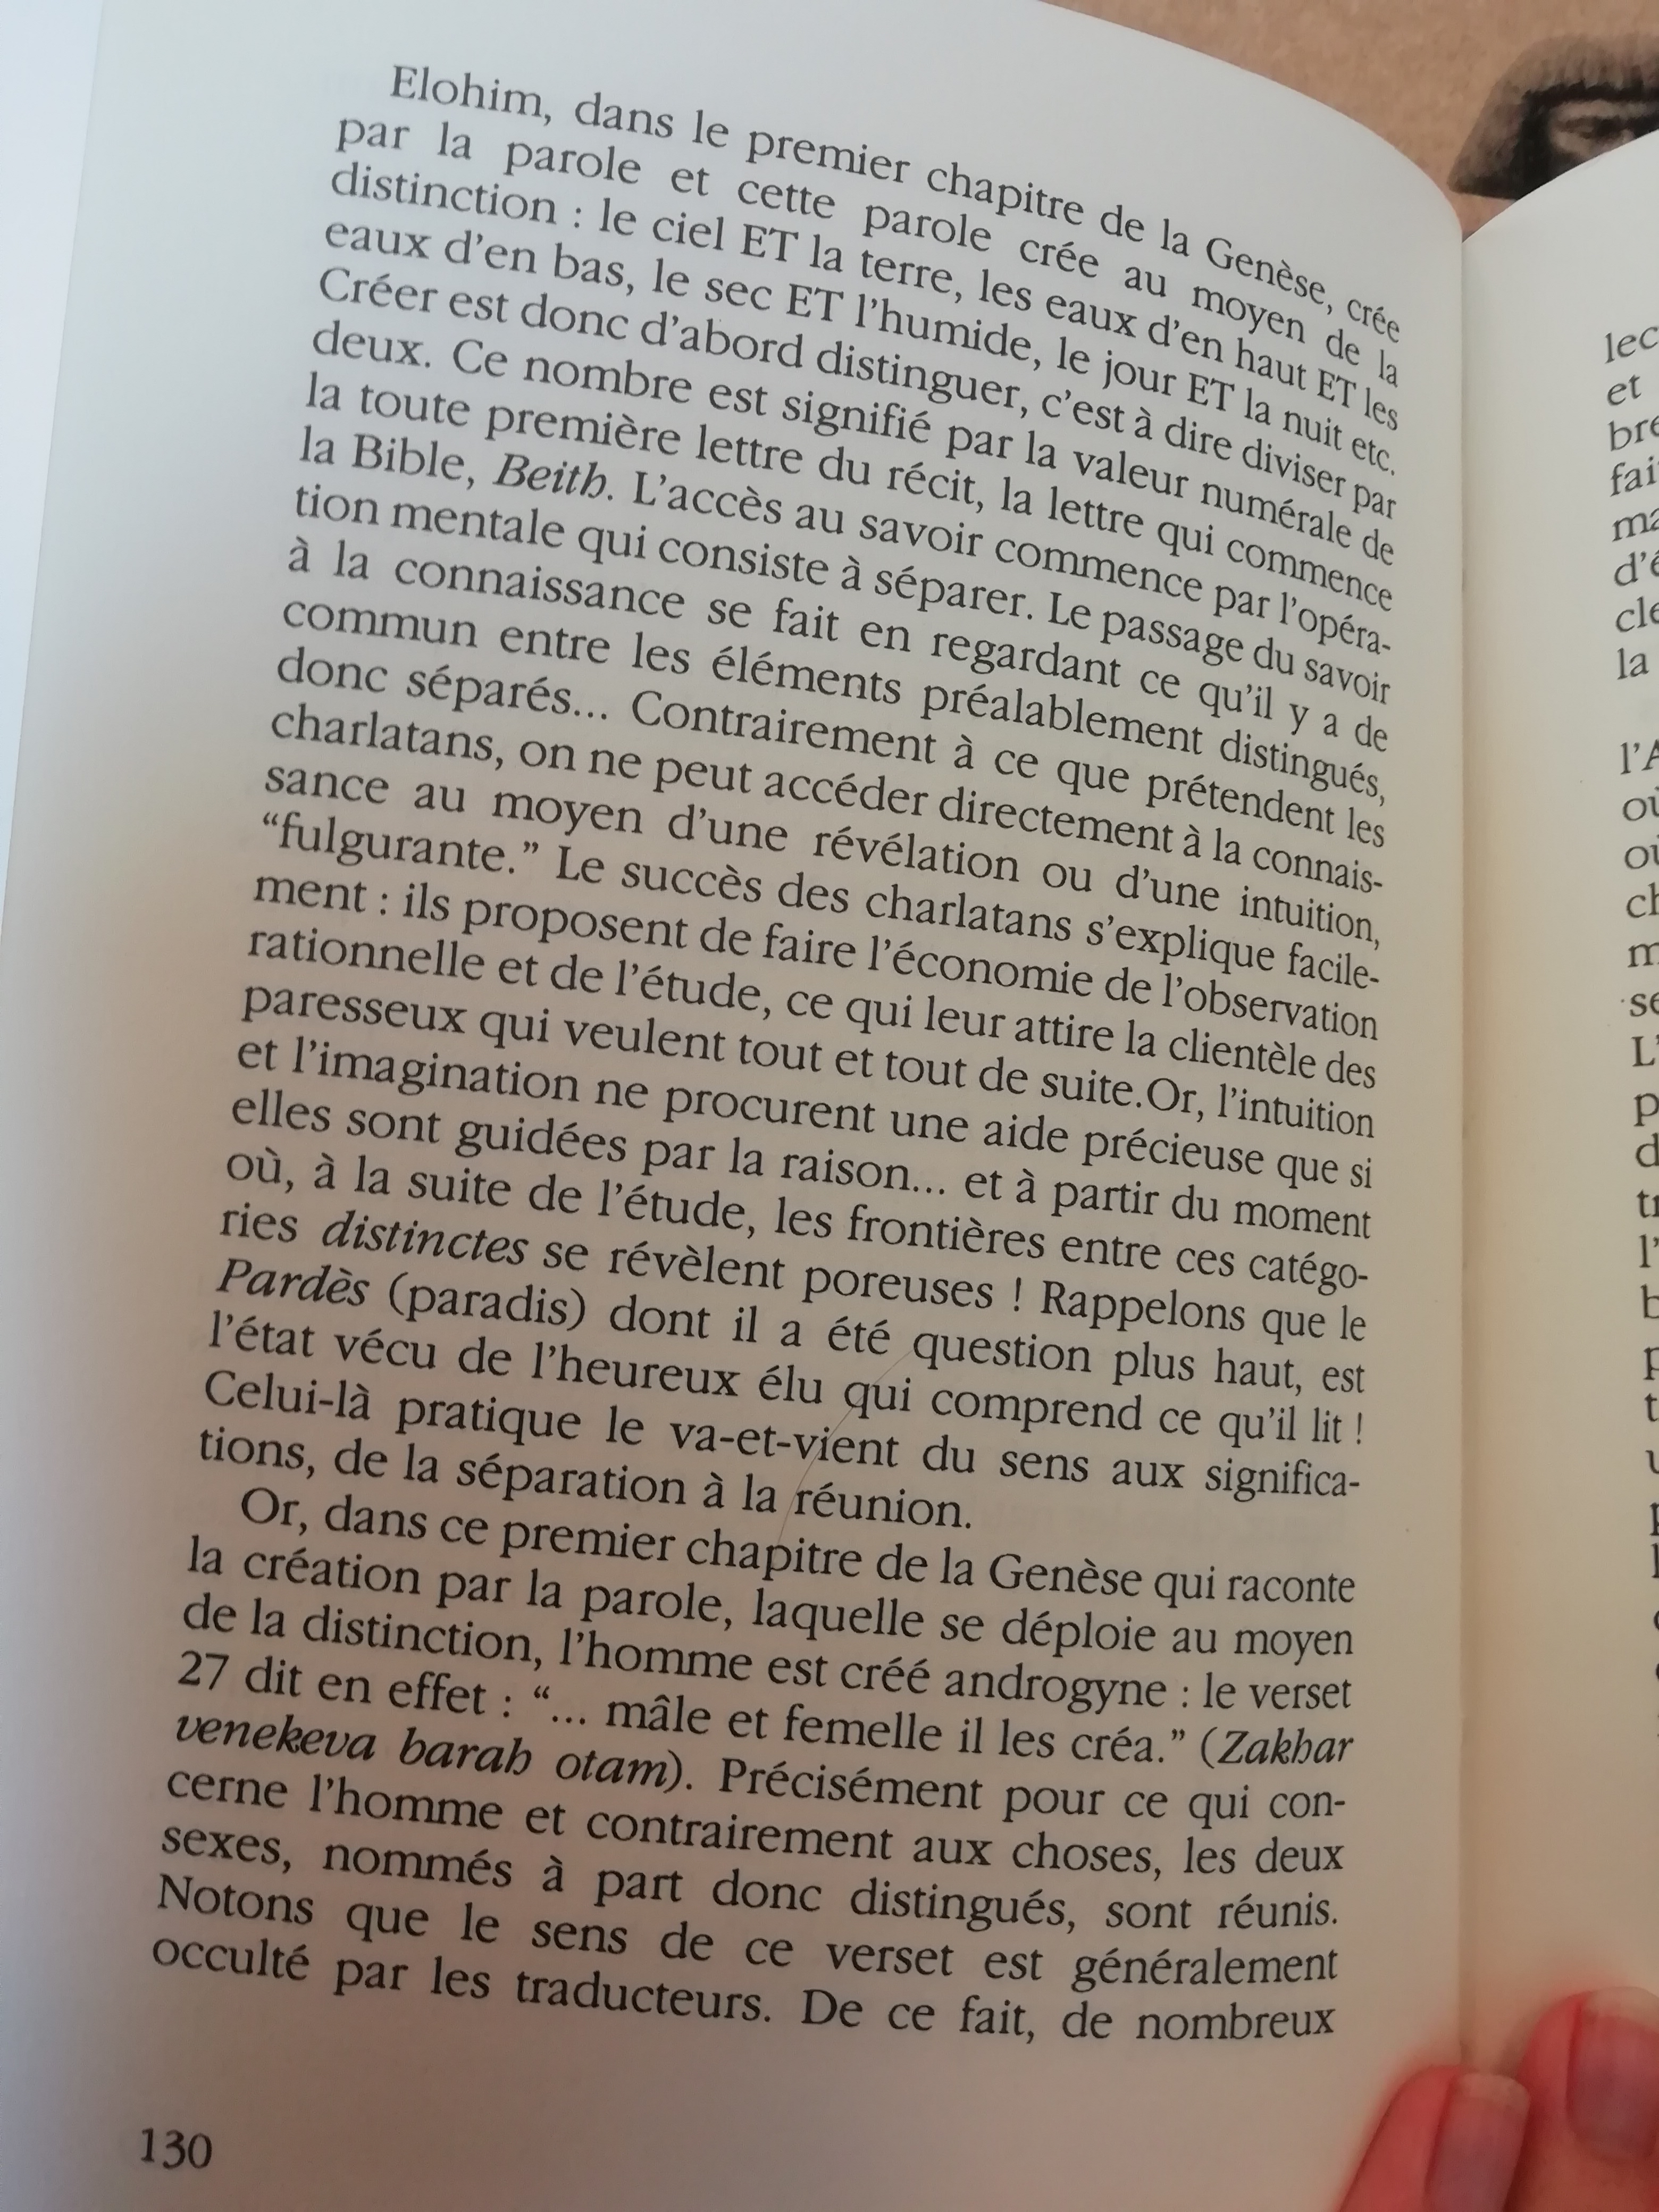 Elohim, dans le premier chapitre de la Genèse, crée
par la parole et cette parole crée au moyen de la
distinction : le ciel ET la terre, les eaux d'en haut ET les
eaux d'en bas, le sec ET l'humide, le jour ET la nuit etc.
Créer est donc d'abord distinguer, c'est à dire diviser par
deux. Ce nombre est signifié par la valeur numérale de
la toute première lettre du récit, la lettre qui commence
la Bible, Beith. L'accès au savoir commence par l'opéra-
tion mentale qui consiste à séparer. Le passage du savoir
à la connaissance se fait en regardant ce qu'il y a de
commun entre les éléments préalablement distingués,
donc séparés... Contrairement à ce que prétendent les
charlatans, on ne peut accéder directement à la connais-
sance au moyen d'une révélation ou d'une intuition,
“fulgurante.” Le succès des charlatans s'explique facile-
ment : ils proposent de faire l'économie de l'observation
rationnelle et de l'étude, ce qui leur attire la clientèle des
paresseux qui veulent tout et tout de suite.Or, l'intuition
et l'imagination ne procurent une aide précieuse que si
elles sont guidées par la raison... et à partir du moment
où, à la suite de l'étude, les frontières entre ces catégo-
ries distinctes se révèlent poreuses ! Rappelons que le
Pardès (paradis) dont il a été question plus haut, est
l'état vécu de l'heureux élu qui comprend ce qu'il lit !
Celui-là pratique le va-et-vient du sens aux significa-
tions, de la séparation à la réunion.
Or, dans ce premier chapitre de la Genèse qui raconte
la création par la parole, laquelle se déploie au moyen
de la distinction, l'homme est créé androgyne : le verset
27 dit en effet : “... mâle et femelle il les créa.” (Zakhar
venekeva barah otam). Précisément pour ce qui con-
cerne l'homme et contrairement aux choses, les deux
sexes, nommés à part donc distingués, sont réunis.
Notons que le sens de ce verset est généralement
occulté par les traducteurs. De ce fait, de nombreux
130
lec
et
bre
fai
cle
la